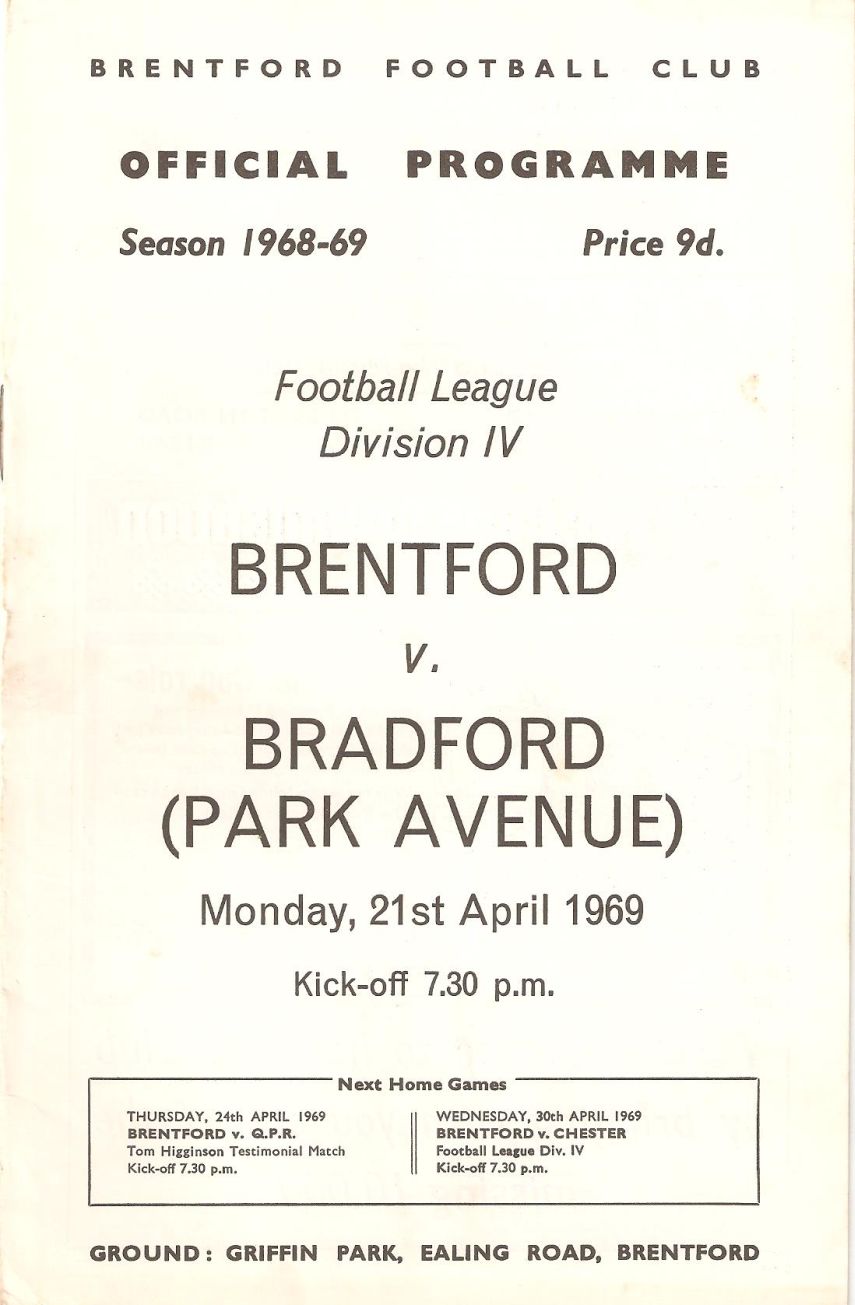 BRENTFORD FOOTBALL CLUB
OFFICIAL PROGRAMME
Season 1968-69 Price 9d.
Football League
Division IV
BRENTFORD
v.
BRADFORD
(PARK AVENUE)
Monday, 21st April 1969
Kick-off 7.30 p.m.
Next Home Games
THURSDAY, 24th APRIL 1969
BRENTFORD v. Q.P.R.
Tom Higginson Testimonial Match
Kick-off 7.30 p.m.
WEDNESDAY, 30th APRIL 1969
BRENTFORD v. CHESTER
Football League Div. IV
Kick-off 7.30 p.m.
GROUND: GRIFFIN PARK, EALING ROAD, BRENTFORD